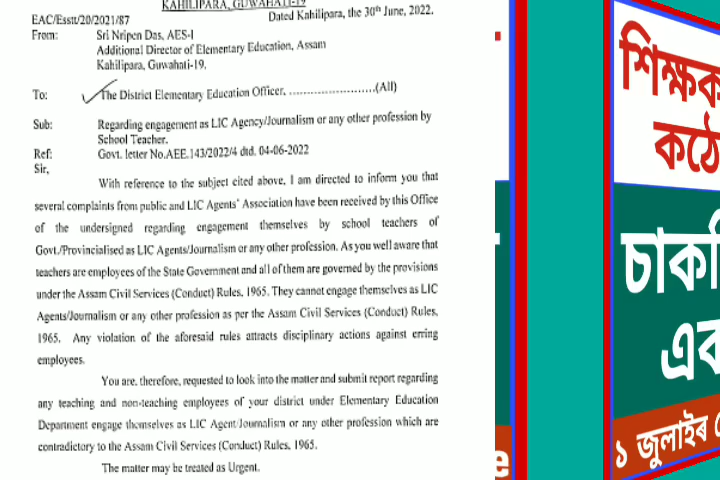 KAHILIPARA, GUWAHATI-19
EAC/Esstt/20/2021/87
Dated Kahilipara, the 30th June, 2022.
From: Sri Nripen Das, AES-I
Additional Director of Elementary Education, Assam
Kahilipara, Guwahati-19.
To: The District Elementary Education Officer, .........................(All)
Sub: Regarding engagement as LIC Agency/Journalism or any other profession by
School Teacher.
Ref: Govt. letter No.AEE.143/2022/4 dtd. 04-06-2022
Sir,
With reference to the subject cited above, I am directed to inform you that
several complaints from public and LIC Agents' Association have been received by this Office
of the undersigned regarding engagement themselves by school teachers of
Govt./Provincialised as LIC Agents/Journalism or any other profession. As you well aware that
teachers are employees of the State Government and all of them are governed by the provisions
under the Assam Civil Services (Conduct) Rules, 1965. They cannot engage themselves as LIC
Agents/Journalism or any other profession as per the Assam Civil Services (Conduct) Rules,
1965. Any violation of the aforesaid rules attracts disciplinary actions against erring
employees.
You are, therefore, requested to look into the matter and submit report regarding
any teaching and non-teaching employees of your district under Elementary Education
Department engage themselves as LIC Agent/Journalism or any other profession which are
contradictory to the Assam Civil Services (Conduct) Rules, 1965.
The matter may be treated as Urgent.
শিক্ষক
কঠো
চাকৰি
এক
১ জুলাইৰ